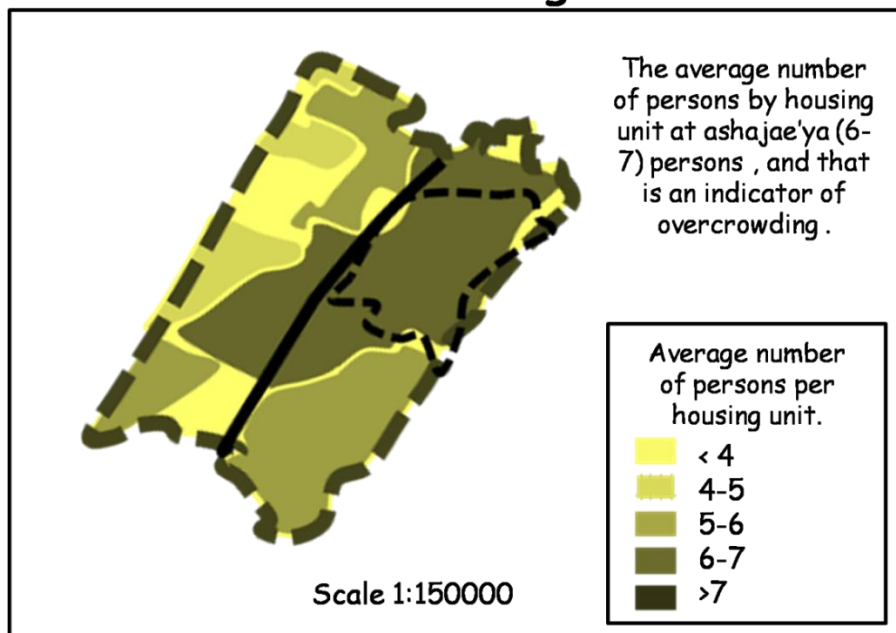 The average number
of persons by housing
unit at ashajae'ya (6-
7) persons , and that
is an indicator of
overcrowding .
Average number
of persons per
housing unit.
< 4
4-5
5-6
6-7
>7
Scale 1:150000